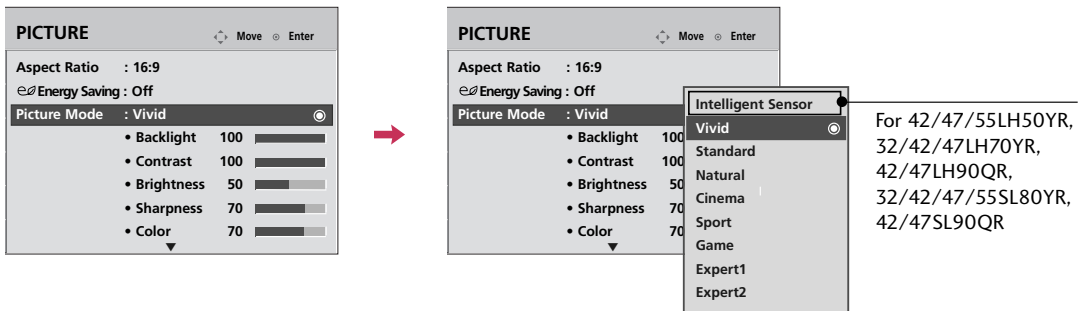 PICTURE
Move Enter
Aspect Ratio : 16:9
Energy Saving : Off
Picture Mode : Vivid
• Backlight 100
• Contrast 100
• Brightness 50
• Sharpness 70
• Color 70
PICTURE
Move Enter
Aspect Ratio : 16:9
Energy Saving : Off
Picture Mode : Vivid
• Backlight 100
• Contrast 100
• Brightness 50
• Sharpness 70
• Color 70
Intelligent Sensor
Vivid
Standard
Natural
Cinema
Sport
Game
Expert1
Expert2
For 42/47/55LH50YR,
32/42/47LH70YR,
42/47LH90QR,
32/42/47/55SL80YR,
42/47SL90QR